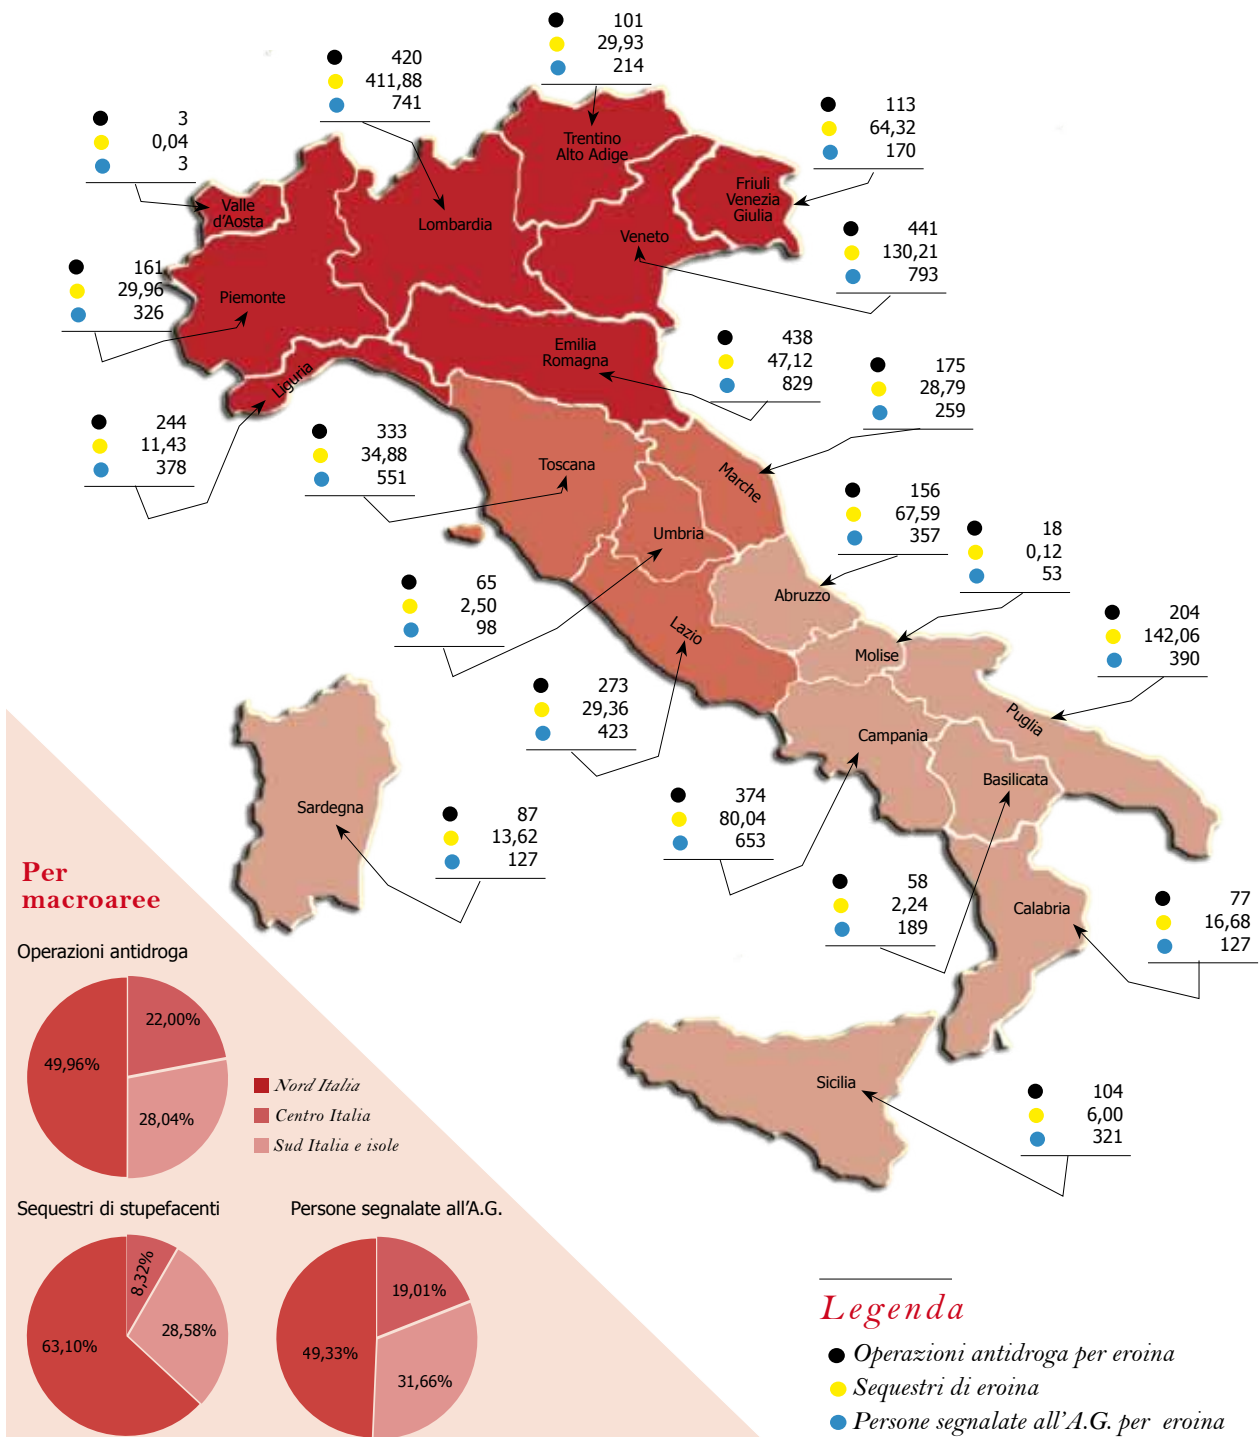 101
29,93
214
420
411,88
741
3
0,04
3
113
64,32
170
Trentino
Alto Adige
Friuli
Venezia
Giulia
Valle
d'Aosta
Lombardia
Veneto
441
130,21
793
161
29,96
326
Piemonte
Emilia
Romagna
438
47,12
829
175
28,79
259
Liguria
244
11,43
378
333
34,88
551
Toscana
Marche
156
67,59
357
18
0,12
53
Umbria
Abruzzo
65
2,50
98
Lazio
Molise
204
142,06
390
273
29,36
423
Puglia
Campania
Basilicata
Sardegna
87
13,62
127
374
80,04
653
58
2,24
189
Calabria
77
16,68
127
Sicilia
104
6,00
321
Per
macroaree
Operazioni antidroga
22,00%
49,96%
28,04%
Nord Italia
Centro Italia
Sud Italia e isole
Sequestri di stupefacenti
8,32%
28,58%
63,10%
Persone segnalate all'A.G.
19,01%
49,33%
31,66%
Legenda
Operazioni antidroga per eroina
Sequestri di eroina
Persone segnalate all'A.G. per eroina